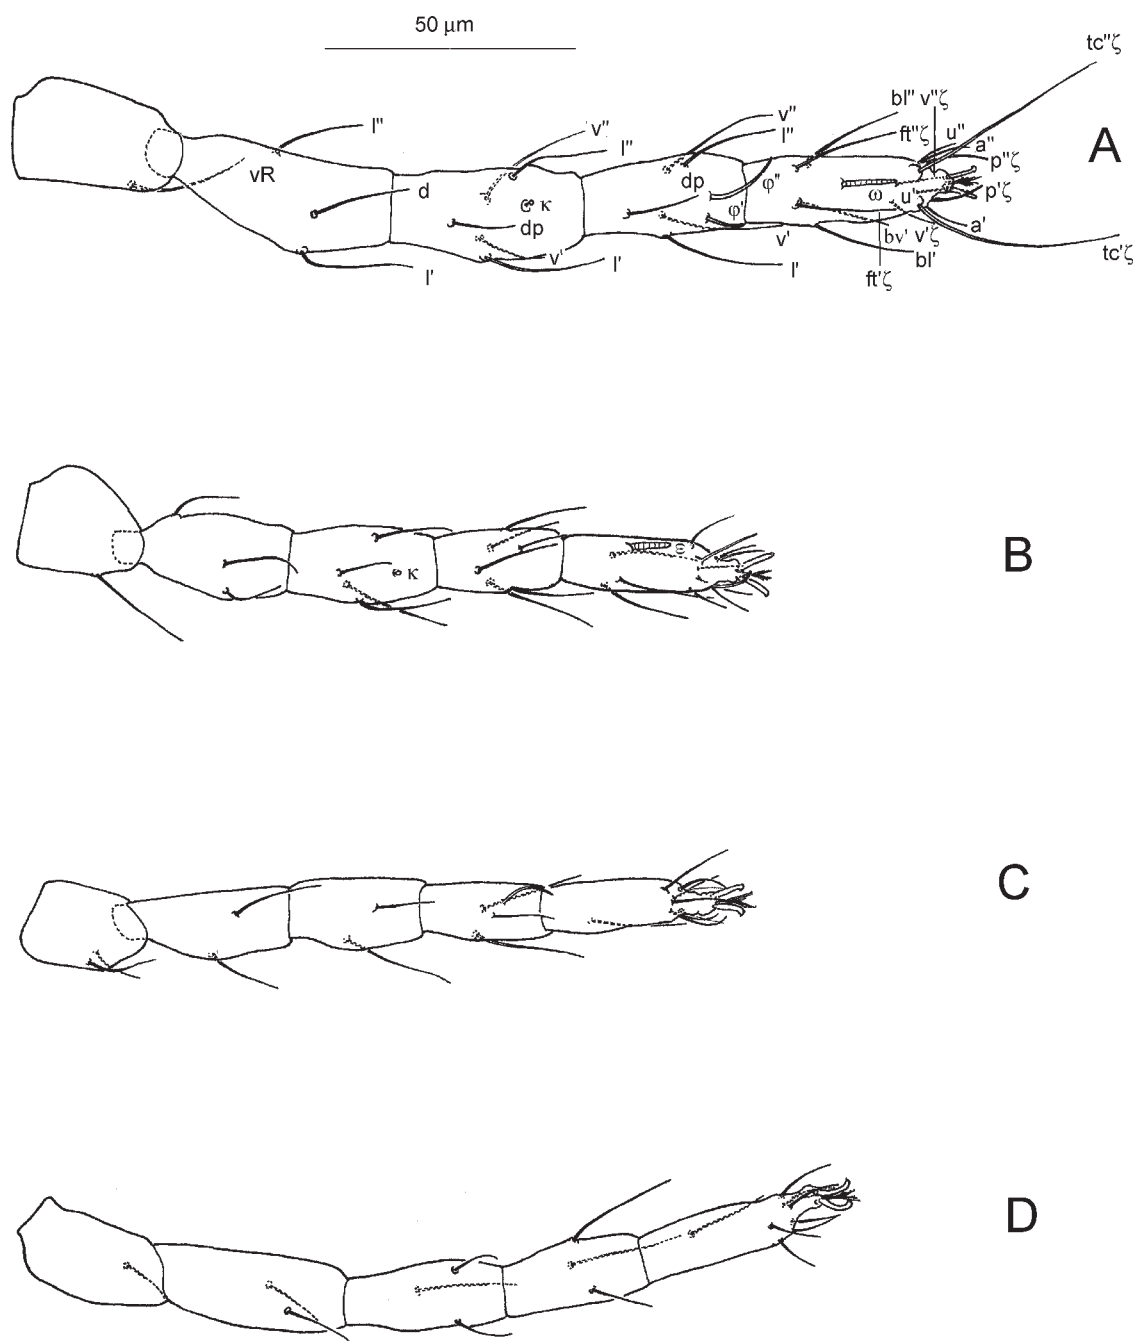 50 μm
tc"ζ
bl" v"ζ
v"
l"
v"
l"
v"
l"
ft"ζ
u"
a"
p"ζ
A
vR
d
dp
φ"
ω
u'
p'ζ
κ
dp
φ'
a'
v'
v'
bv' v'ζ
tc'ζ
l'
l'
l'
bl'
ft'ζ
B
κ
C
D